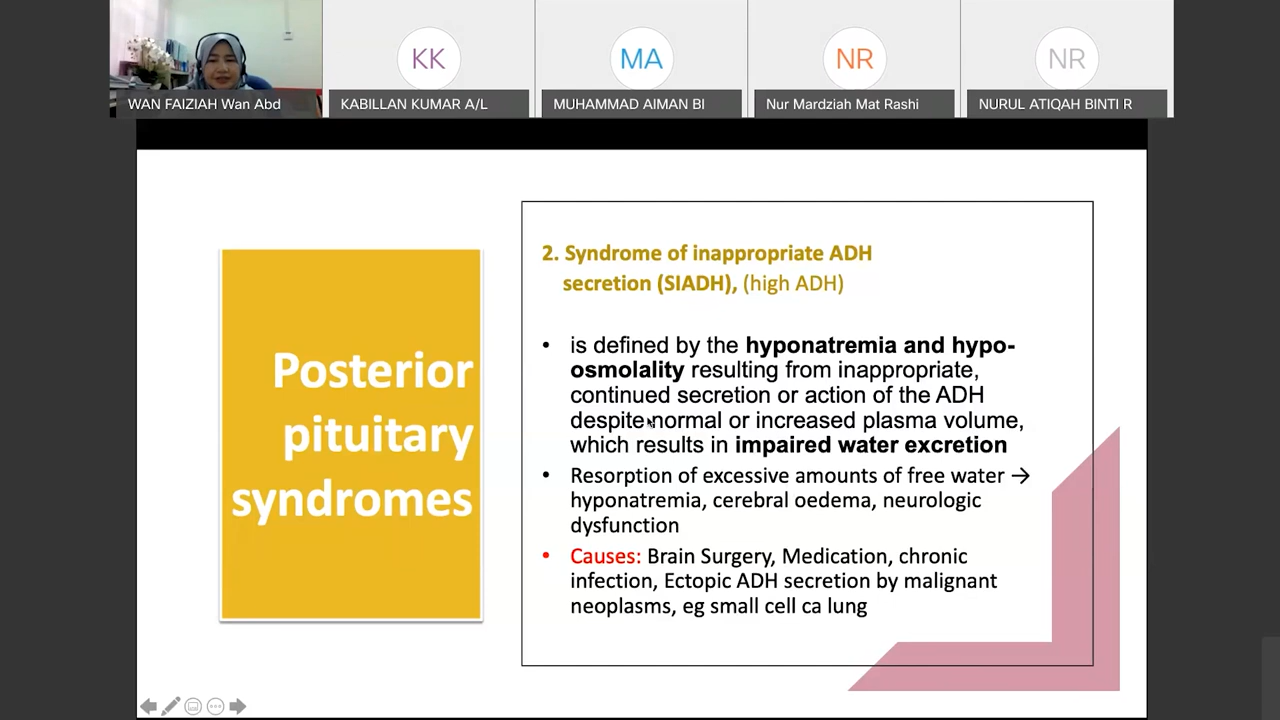 KK
MA
NR
NR
WAN FAIZIAH Wan Abd
KABILLAN KUMAR A/L
MUHAMMAD AIMAN BI
Nur Mardziah Mat Rashi
NURUL ATIQAH BINTI R
Posterior
pituitary
syndromes
2. Syndrome of inappropriate ADH
secretion (SIADH), (high ADH)
• is defined by the hyponatremia and hypo-
osmolality resulting from inappropriate,
continued secretion or action of the ADH
despite normal or increased plasma volume,
which results in impaired water excretion
• Resorption of excessive amounts of free water →
hyponatremia, cerebral oedema, neurologic
dysfunction
• Causes: Brain Surgery, Medication, chronic
infection, Ectopic ADH secretion by malignant
neoplasms, eg small cell ca lung